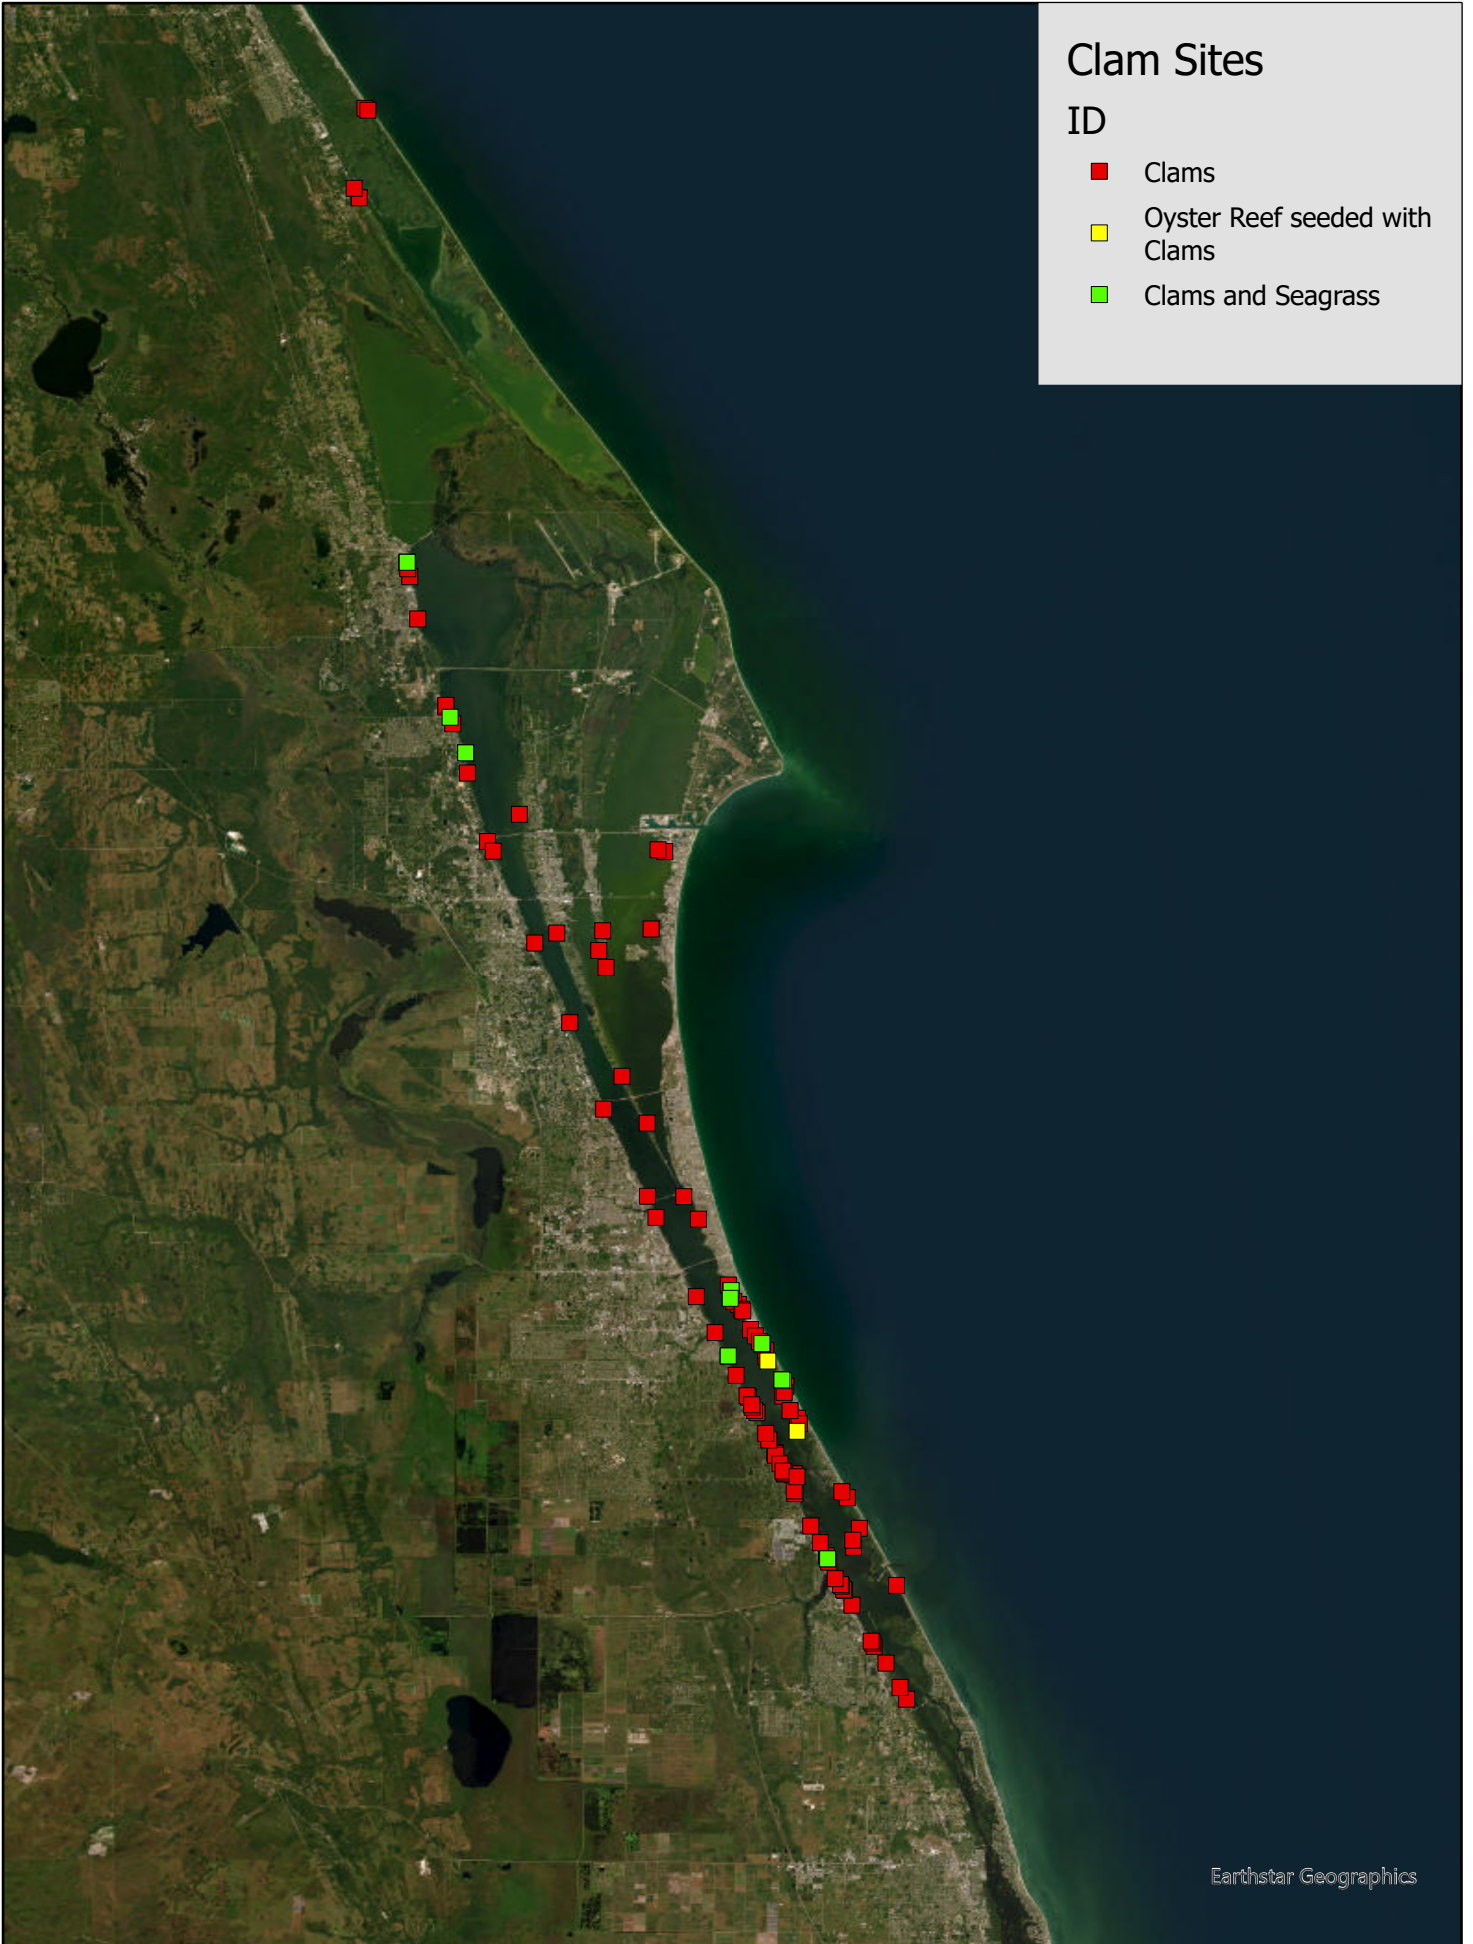 Clam Sites
ID
Clams
Oyster Reef seeded with
Clams
Clams and Seagrass
Earthstar Geographics